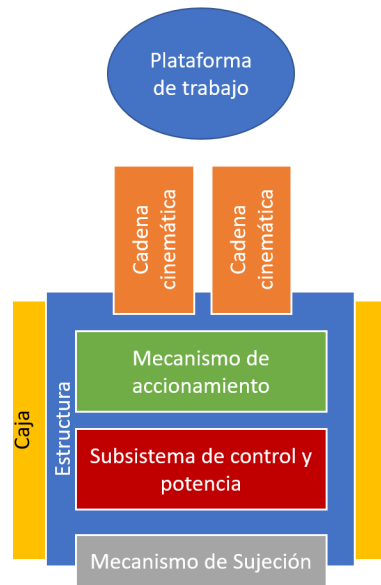 Plataforma
de trabajo
Cadena
cinemática
Cadena
cinemática
Mecanismo de
accionamiento
Caja
Estructura
Subsistema de control y
potencia
Mecanismo de Sujeción